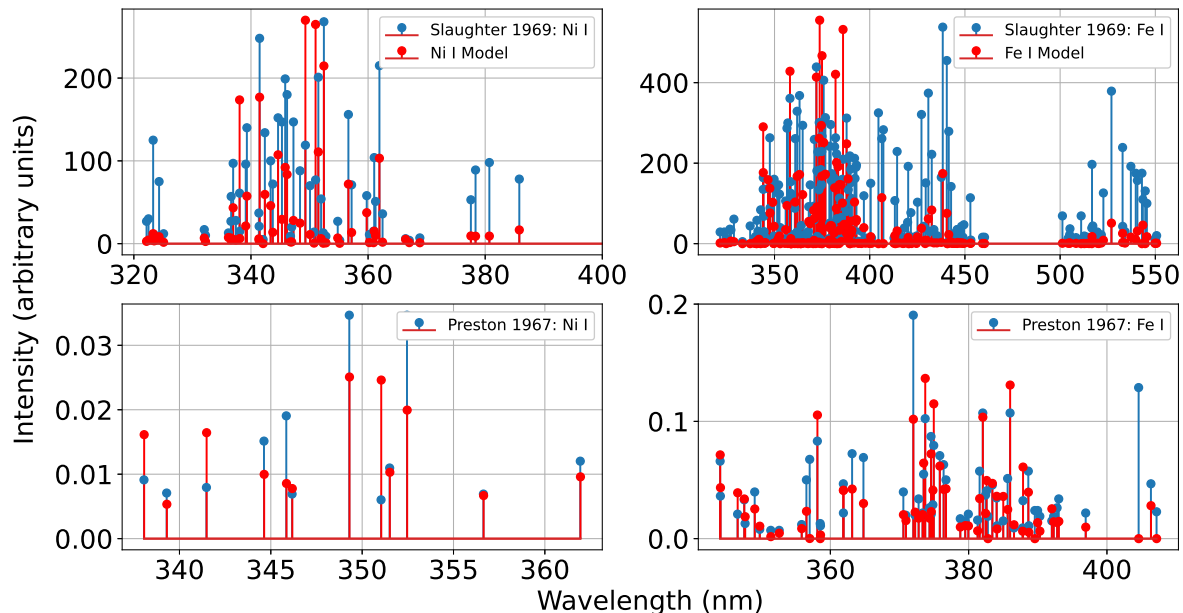 Intensity (arbitrary units)
200
100
0
320 340 360 380 400
Slaughter 1969: Ni I
Ni I Model
400
200
0
350 400 450 500 550
Slaughter 1969: Fe I
Fe I Model
0.03
0.02
0.01
0.00
340 345 350 355 360
Preston 1967: Ni I
0.2
0.1
0.0
360 380 400
Preston 1967: Fe I
Wavelength (nm)